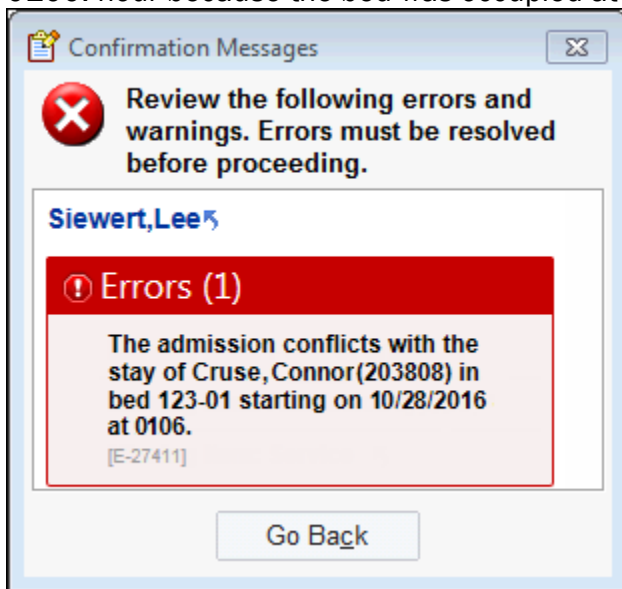 Confirmation Messages
Review the following errors and
warnings. Errors must be resolved
before proceeding.
Siewert,Lee
Errors (1)
The admission conflicts with the
stay of Cruse,Connor(203808) in
bed 123-01 starting on 10/28/2016
at 0106.
[E-27411]
Go Back